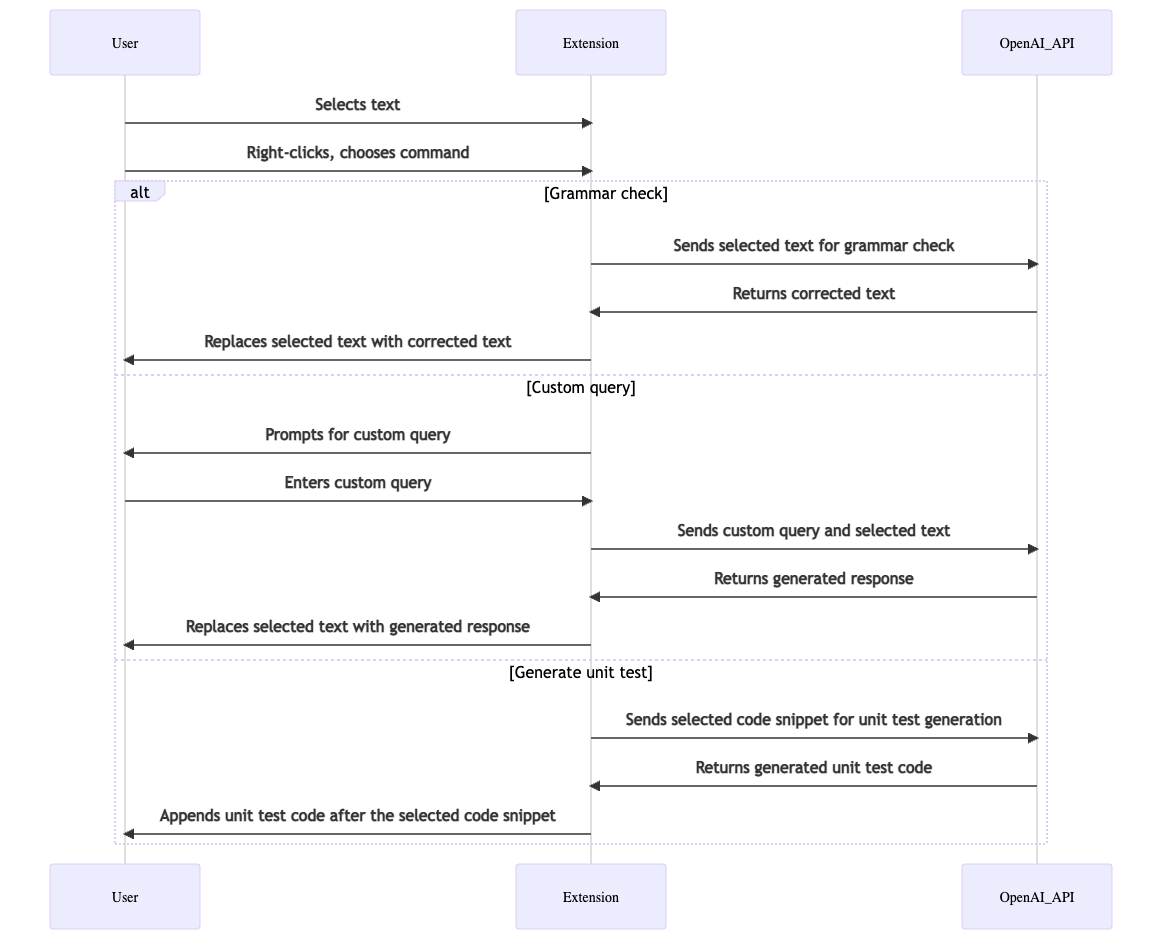 User
Extension
OpenAI_API
Selects text
Right-clicks, chooses command
alt
[Grammar check]
Sends selected text for grammar check
Returns corrected text
Replaces selected text with corrected text
[Custom query]
Prompts for custom query
Enters custom query
Sends custom query and selected text
Returns generated response
Replaces selected text with generated response
[Generate unit test]
Sends selected code snippet for unit test generation
Returns generated unit test code
Appends unit test code after the selected code snippet
User
Extension
OpenAI_API